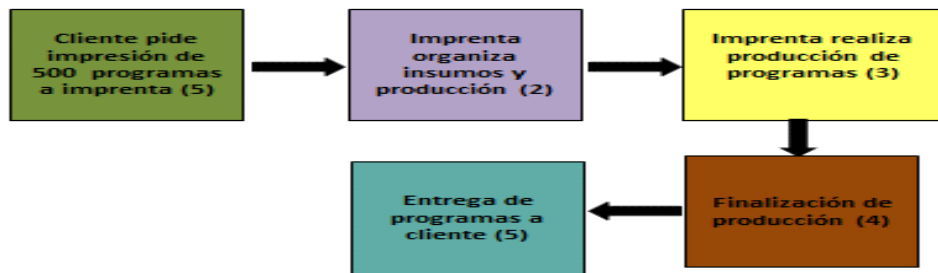 Cliente pide
impresión de
500 programas
a imprenta (5)
Imprenta
organiza
insumos y
producción (2)
Imprenta realiza
producción de
programas (3)
Finalización de
producción (4)
Entrega de
programas a
cliente (5)